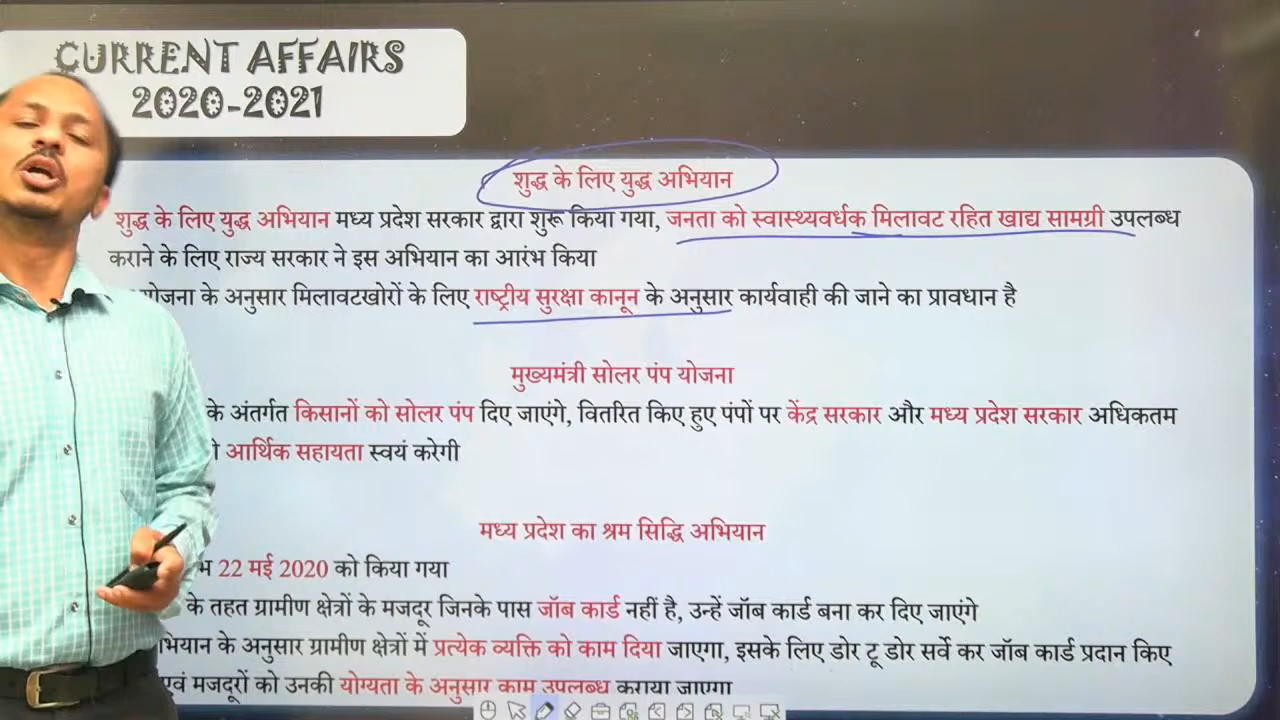 CURRENT AFFAIRS
2020-2021
शुद्ध के लिए युद्ध अभियान
शुद्ध के लिए युद्ध अभियान मध्य प्रदेश सरकार द्वारा शुरू किया गया, जनता को स्वास्थ्यवर्धक मिलावट रहित खाद्य सामग्री उपलब्ध
कराने के लिए राज्य सरकार ने इस अभियान का आरंभ किया
योजना के अनुसार मिलावटखोरों के लिए राष्ट्रीय सुरक्षा कानून के अनुसार कार्यवाही की जाने का प्रावधान है
मुख्यमंत्री सोलर पंप योजना
के अंतर्गत किसानों को सोलर पंप दिए जाएंगे, वितरित किए हुए पंपों पर केंद्र सरकार और मध्य प्रदेश सरकार अधिकतम
आर्थिक सहायता स्वयं करेगी
मध्य प्रदेश का श्रम सिद्धि अभियान
22 मई 2020 को किया गया
के तहत ग्रामीण क्षेत्रों के मजदूर जिनके पास जॉब कार्ड नहीं है, उन्हें जॉब कार्ड बना कर दिए जाएंगे
के अनुसार ग्रामीण क्षेत्रों में प्रत्येक व्यक्ति को काम दिया जाएगा, इसके लिए डोर टू डोर सर्वे कर जॉब कार्ड प्रदान किए
एवं मजदूरों को उनकी योग्यता के अनुसार काम उपलब्ध कराया जाएगा